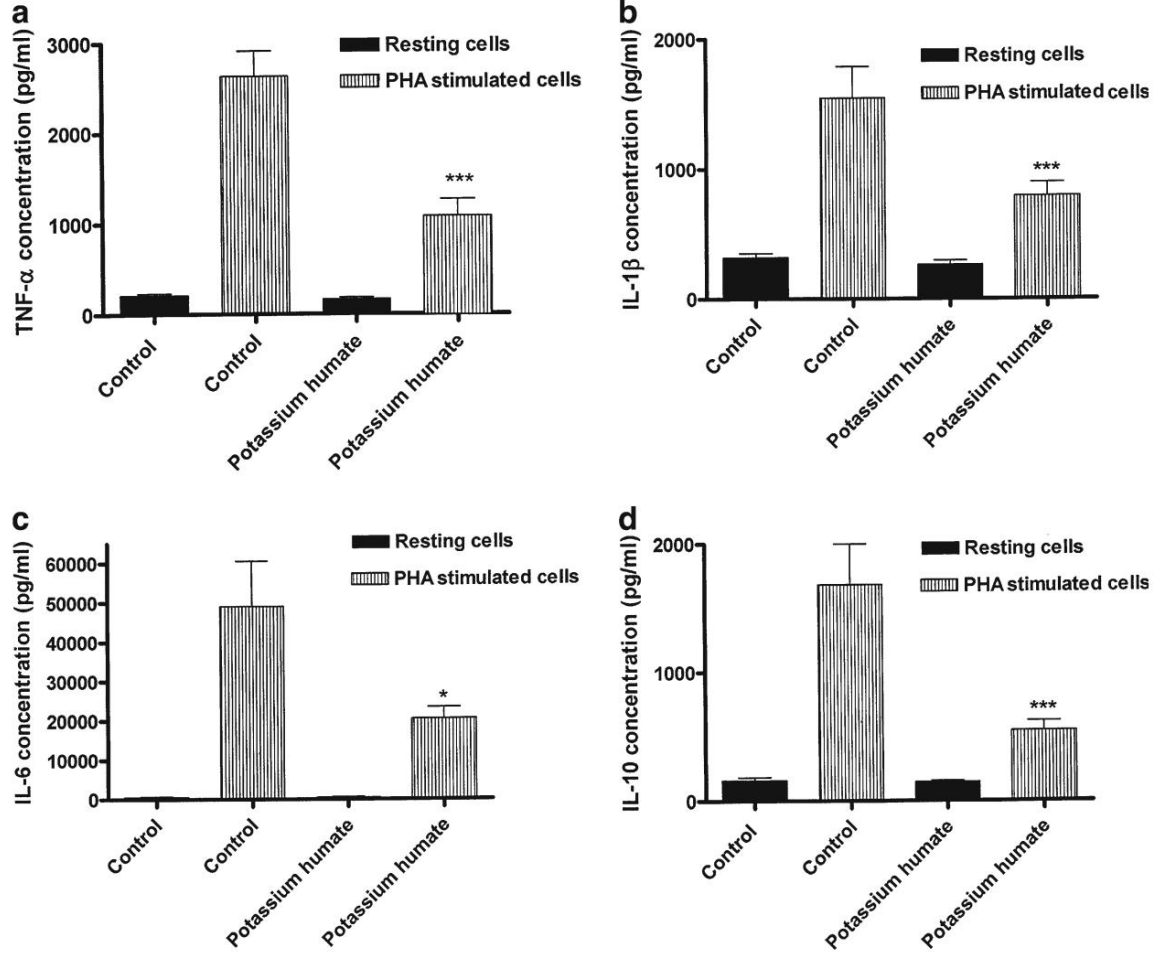 a
TNF-α concentration (pg/ml)
3000
2000
1000
0
Resting cells
PHA stimulated cells
***
Control
Control
Potassium humate
Potassium humate
b
IL-1β concentration (pg/ml)
2000
1000
0
Resting cells
PHA stimulated cells
***
Control
Control
Potassium humate
Potassium humate
c
IL-6 concentration (pg/ml)
60000
50000
40000
30000
20000
10000
0
Resting cells
PHA stimulated cells
*
Control
Control
Potassium humate
Potassium humate
d
IL-10 concentration (pg/ml)
2000
1000
0
Resting cells
PHA stimulated cells
***
Control
Control
Potassium humate
Potassium humate